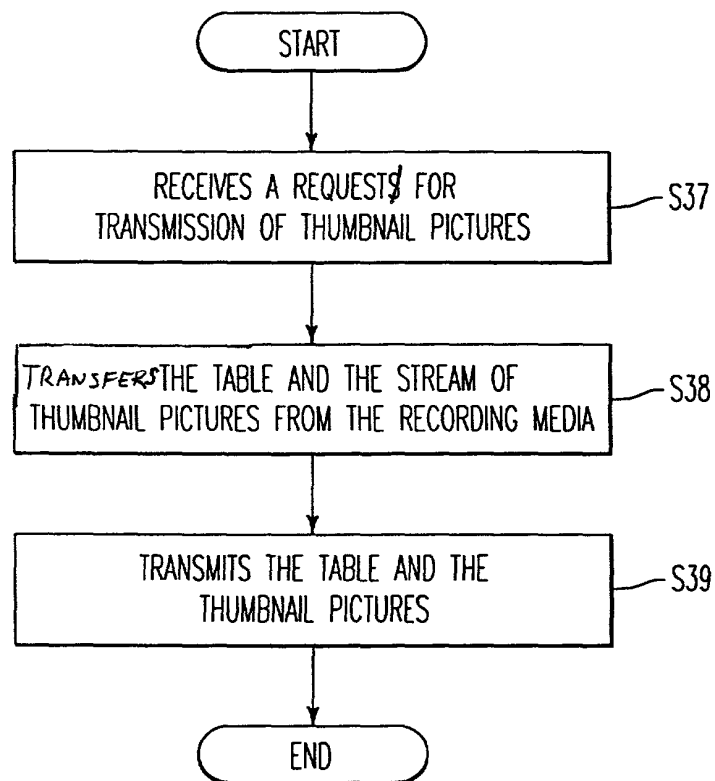 START
RECEIVES A REQUEST FOR
TRANSMISSION OF THUMBNAIL PICTURES
S37
TRANSFERS THE TABLE AND THE STREAM OF
THUMBNAIL PICTURES FROM THE RECORDING MEDIA
S38
TRANSMITS THE TABLE AND THE
THUMBNAIL PICTURES
S39
END